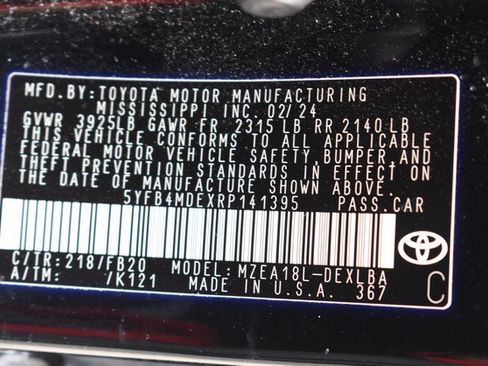 MFD. BY: TOYOTA MOTOR MANUFACTURING
MISSISSIPPI INC. 02/24
GVWR 3925LB GAWR FR 2315 LB RR 2140 LB
THIS VEHICLE CONFORMS TO ALL APPLICABLE
FEDERAL MOTOR VEHICLE SAFETY, BUMPER, AND
THEFT PREVENTION STANDARDS IN EFFECT ON
THE DATE OF MANUFACTURE SHOWN ABOVE.
5YFB4MDEXRP141395 PASS.CAR
C/TR:218/FB20 MODEL: MZEA18L-DEXLBA
A/TM: /K121 MADE IN U.S.A. 367 C